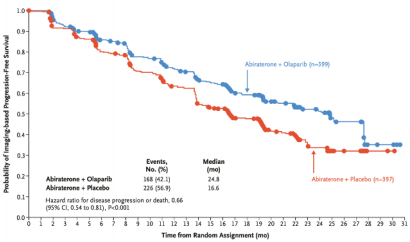 Probability of Imaging-based Progression-Free Survival
1.0
0.9
0.8
0.7
0.6
0.5
0.4
0.3
0.2
0.1
0.0
Abiraterone + Olaparib (n=399)
Abiraterone + Placebo (n=397)
Events, No. (%)
Median (mo)
Abiraterone + Olaparib 168 (42.1) 24.8
Abiraterone + Placebo 226 (56.9) 16.6
Hazard ratio for disease progression or death, 0.66
(95% CI, 0.54 to 0.81), P<0.001
0 1 2 3 4 5 6 7 8 9 10 11 12 13 14 15 16 17 18 19 20 21 22 23 24 25 26 27 28 29 30 31
Time from Random Assignment (mo)